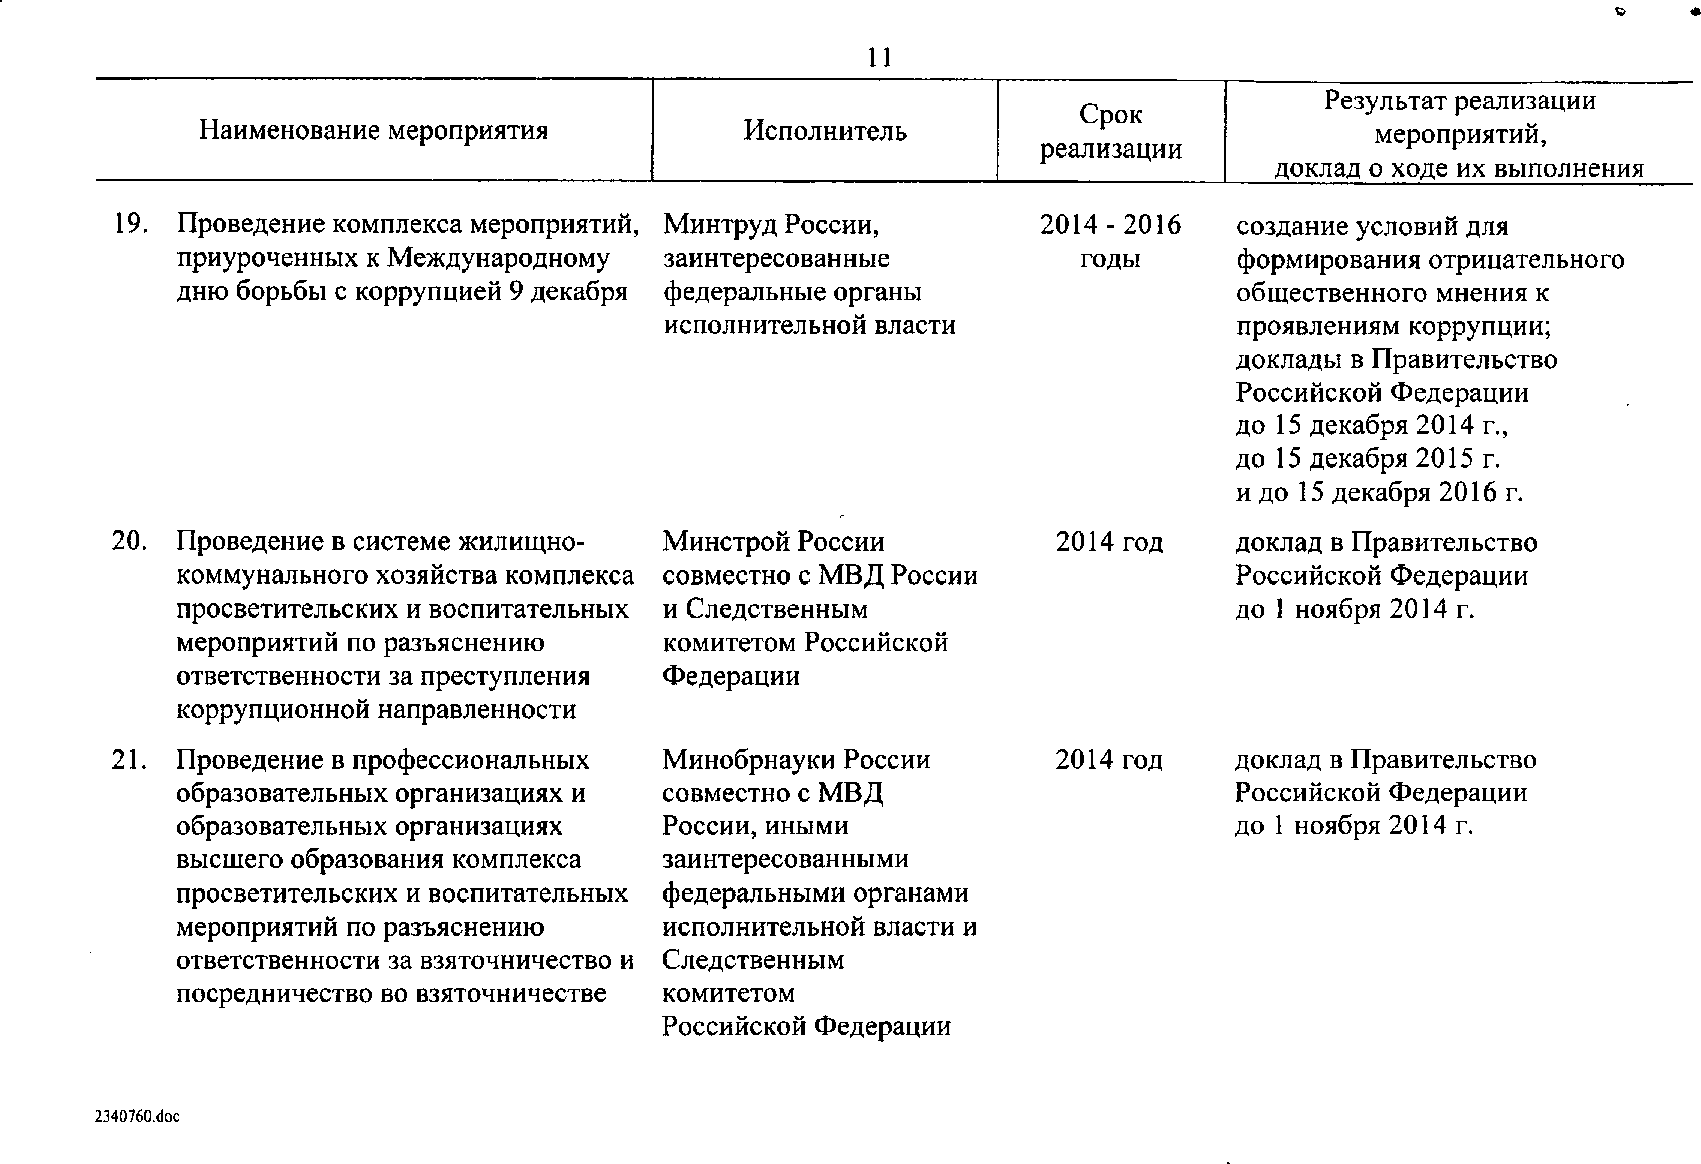 11
Наименование мероприятия
Исполнитель
Срок
реализации
Результат реализации
мероприятий,
доклад о ходе их выполнения
19. Проведение комплекса мероприятий,
приуроченных к Международному
дню борьбы с коррупцией 9 декабря
Минтруд России,
заинтересованные
федеральные органы
исполнительной власти
2014 - 2016
годы
создание условий для
формирования отрицательного
общественного мнения к
проявлениям коррупции;
доклады в Правительство
Российской Федерации
до 15 декабря 2014 г.,
до 15 декабря 2015 г.
и до 15 декабря 2016 г.
20. Проведение в системе жилищно-
коммунального хозяйства комплекса
просветительских и воспитательных
мероприятий по разъяснению
ответственности за преступления
коррупционной направленности
Минстрой России
совместно с МВД России
и Следственным
комитетом Российской
Федерации
2014 год
доклад в Правительство
Российской Федерации
до 1 ноября 2014 г.
21. Проведение в профессиональных
образовательных организациях и
образовательных организациях
высшего образования комплекса
просветительских и воспитательных
мероприятий по разъяснению
ответственности за взяточничество и
посредничество во взяточничестве
Минобрнауки России
совместно с МВД
России, иными
заинтересованными
федеральными органами
исполнительной власти и
Следственным
комитетом
Российской Федерации
2014 год
доклад в Правительство
Российской Федерации
до 1 ноября 2014 г.
2340760.doc